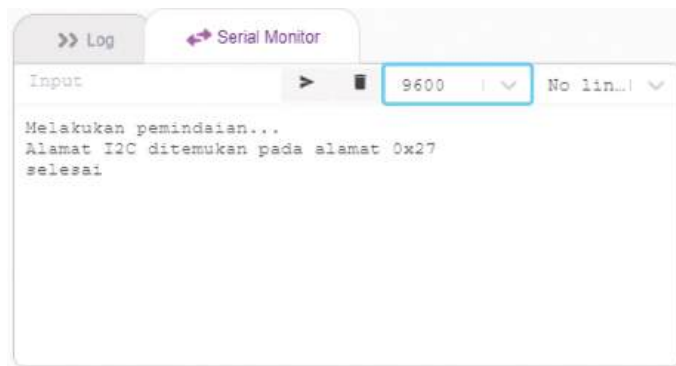 Log
Serial Monitor
Input
9600
No lin...
Melakukan pemindaian...
Alamat I2C ditemukan pada alamat 0x27
selesai